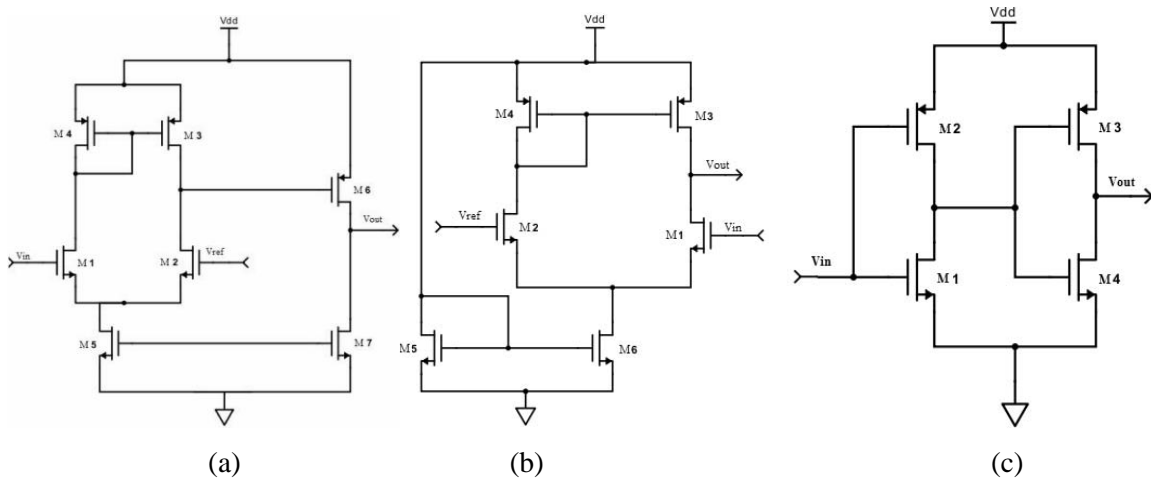 Vdd
M4
M3
M6
Vout
Vin
M1
M2
Vref
M5
M7
(a)
Vdd
M4
M3
Vout
Vref
M2
M1
Vin
M5
M6
(b)
Vdd
M2
M3
Vout
Vin
M1
M4
(c)